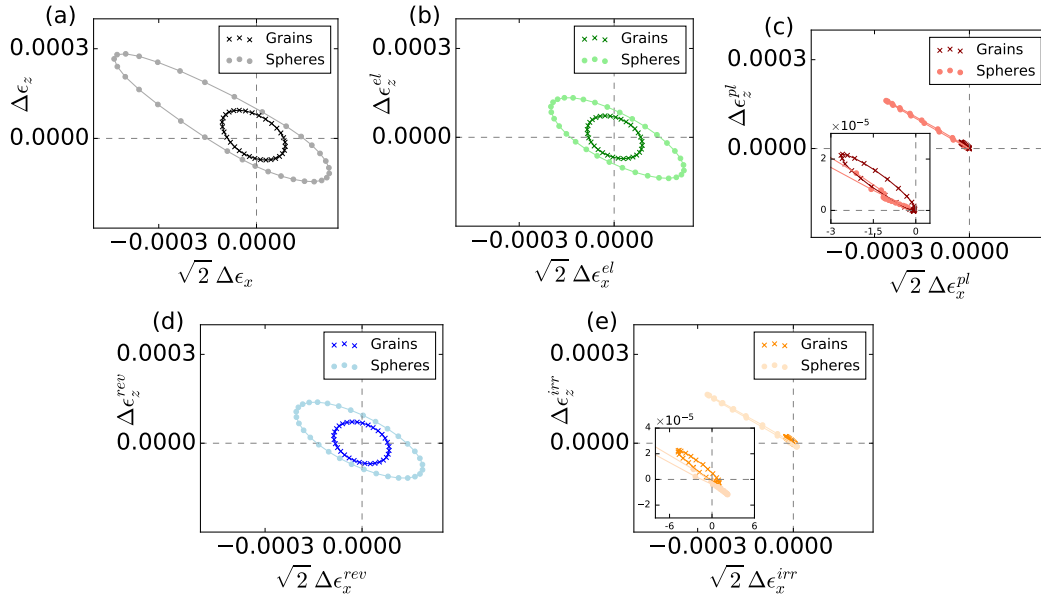 (a)
0.0003
0.0000
Δϵ_z
Grains
Spheres
−0.0003 0.0000
√2 Δϵ_x
(b)
0.0003
0.0000
Δϵ_z^{el}
Grains
Spheres
−0.0003 0.0000
√2 Δϵ_x^{el}
(c)
0.0003
0.0000
Δϵ_z^{pl}
Grains
Spheres
×10^{−5}
2
0
−3 −1,5 0
−0.0003 0.0000
√2 Δϵ_x^{pl}
(d)
0.0003
0.0000
Δϵ_z^{rev}
Grains
Spheres
−0.0003 0.0000
√2 Δϵ_x^{rev}
(e)
0.0003
0.0000
Δϵ_z^{irr}
Grains
Spheres
×10^{−5}
4
2
0
−2
−6 0 6
−0.0003 0.0000
√2 Δϵ_x^{irr}